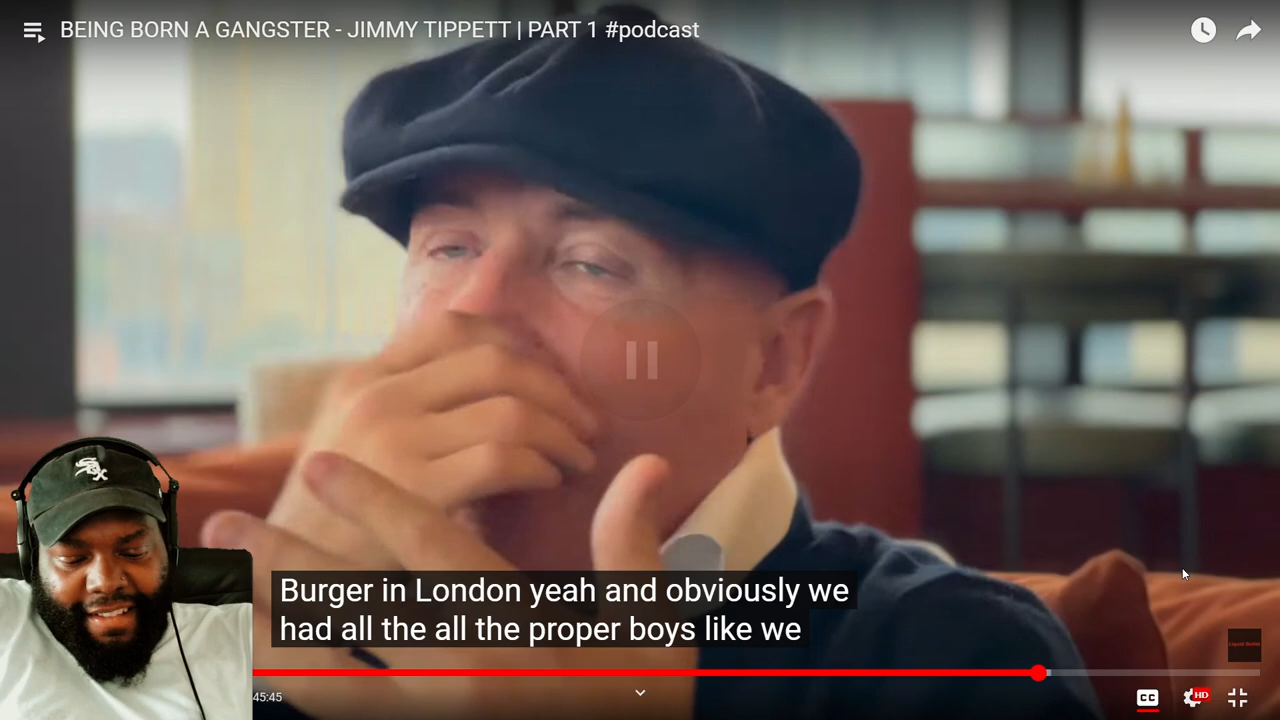 BEING BORN A GANGSTER - JIMMY TIPPETT | PART 1 #podcast
Burger in London yeah and obviously we
had all the all the proper boys like we
45:45
CC
HD